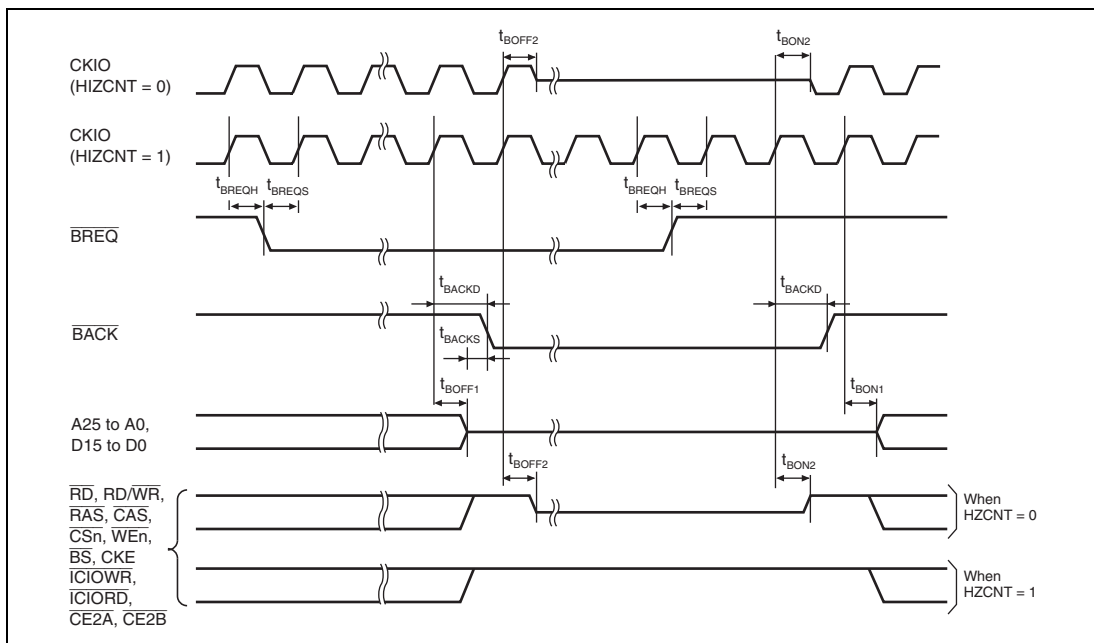 tBOFF2
tBON2
CKIO
(HIZCNT = 0)
CKIO
(HIZCNT = 1)
tBREQH
tBREQS
tBREQH
tBREQS
BREQ
tBACKD
tBACKD
BACK
tBACKS
tBOFF1
tBON1
A25 to A0,
D15 to D0
tBOFF2
tBON2
RD, RD/WR,
RAS, CAS,
CSn, WEn,
BS, CKE
ICIOWR,
ICIORD,
CE2A, CE2B
When
HZCNT = 0
When
HZCNT = 1